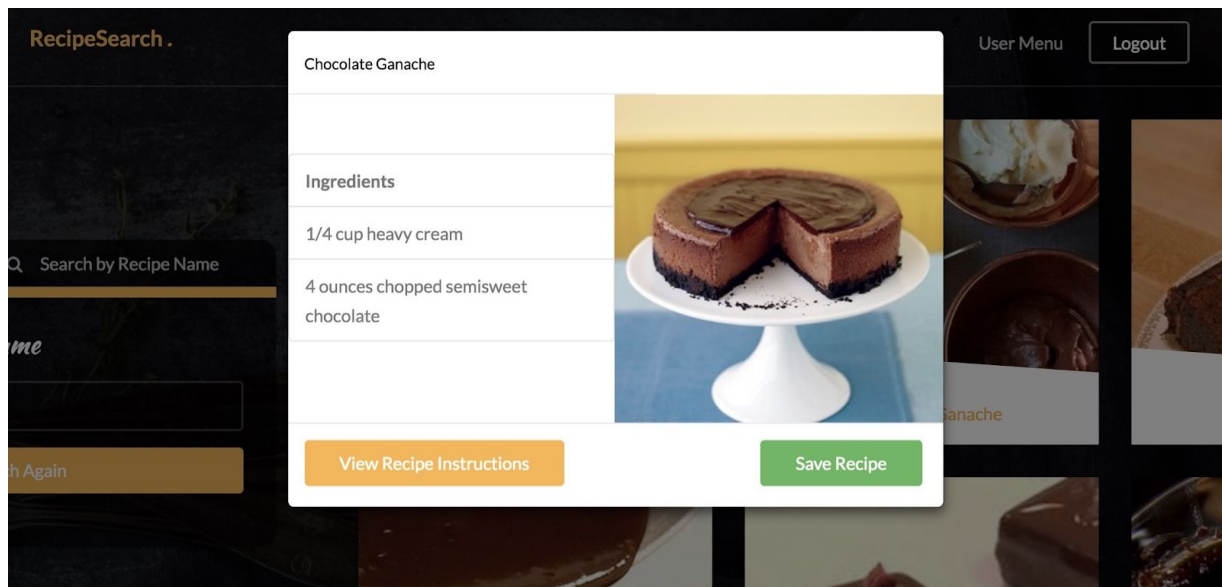 RecipeSearch .
User Menu
Logout
Chocolate Ganache
Ingredients
1/4 cup heavy cream
4 ounces chopped semisweet
chocolate
Search by Recipe Name
View Recipe Instructions
Save Recipe
Again